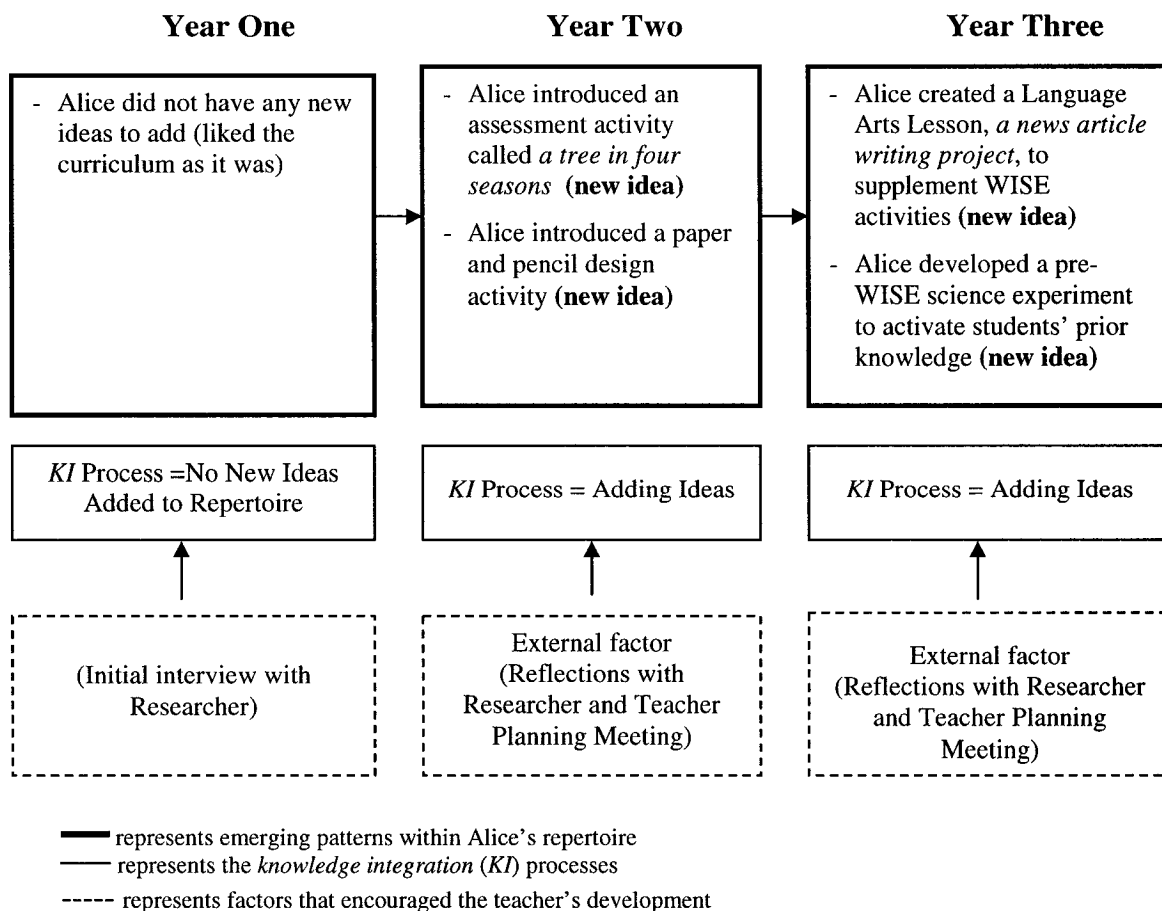 Year One
Year Two
Year Three
- Alice did not have any new
ideas to add (liked the
curriculum as it was)
- Alice introduced an
assessment activity
called a tree in four
seasons (new idea)
- Alice introduced a paper
and pencil design
activity (new idea)
- Alice created a Language
Arts Lesson, a news article
writing project, to
supplement WISE
activities (new idea)
- Alice developed a pre-
WISE science experiment
to activate students' prior
knowledge (new idea)
KI Process =No New Ideas
Added to Repertoire
KI Process = Adding Ideas
KI Process = Adding Ideas
(Initial interview with
Researcher)
External factor
(Reflections with
Researcher and Teacher
Planning Meeting)
External factor
(Reflections with Researcher
and Teacher Planning
Meeting)
represents emerging patterns within Alice's repertoire
represents the knowledge integration (KI) processes
represents factors that encouraged the teacher's development